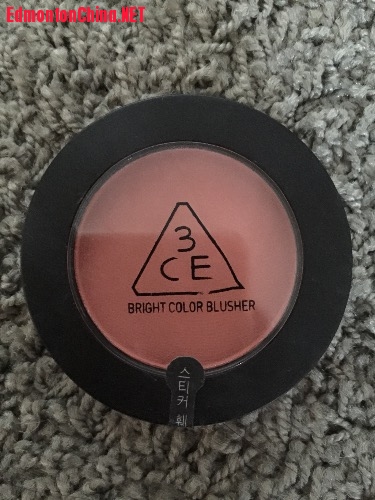 EdmontonChina.NET
3
CE
BRIGHT COLOR BLUSHER
스티커